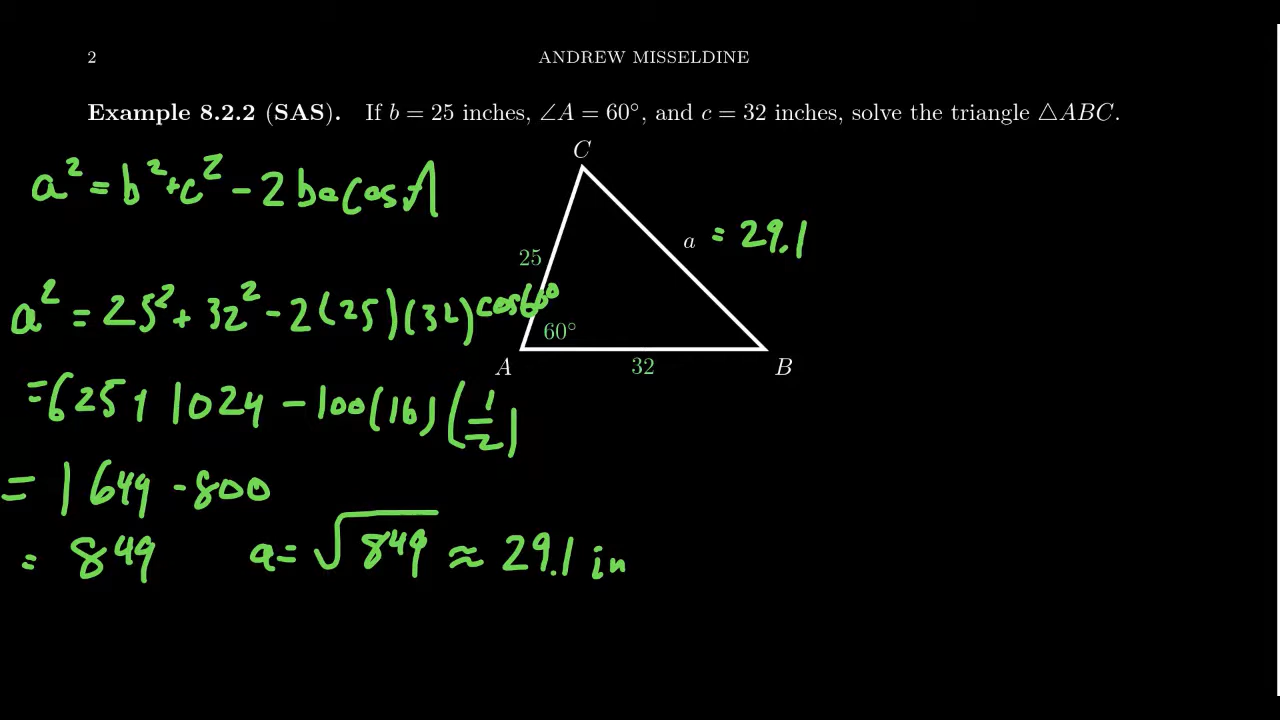 2 ANDREW MISSELDINE
Example 8.2.2 (SAS). If b = 25 inches, ∠A = 60°, and c = 32 inches, solve the triangle △ABC.
C
a² = b² + c² - 2bc cos A
a = 29.1
25
a² = 25² + 32² - 2(25)(32) cos 60°
60°
A 32 B
= 625 + 1024 - 100(16)(1/2)
= 1649 - 800
= 849 a = √849 ≈ 29.1 in